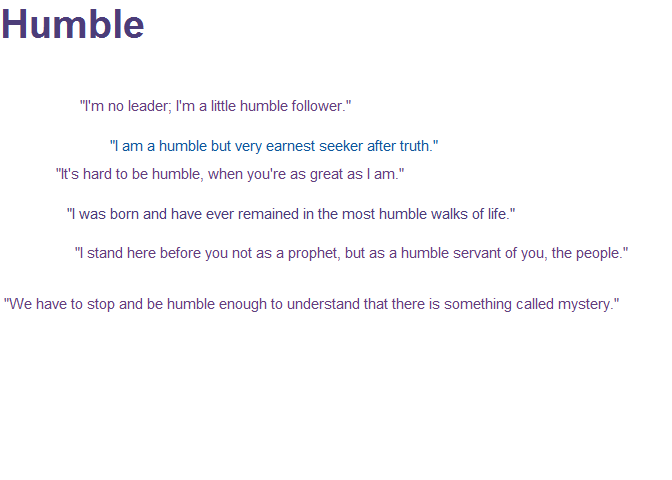 Humble
"I'm no leader; I'm a little humble follower."
"I am a humble but very earnest seeker after truth."
"It's hard to be humble, when you're as great as I am."
"I was born and have ever remained in the most humble walks of life."
"I stand here before you not as a prophet, but as a humble servant of you, the people."
"We have to stop and be humble enough to understand that there is something called mystery."